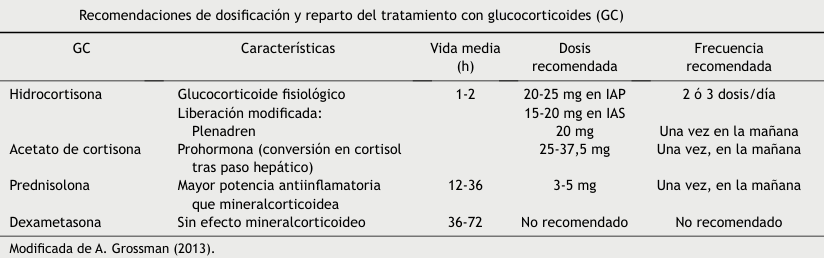 Recomendaciones de dosificación y reparto del tratamiento con glucocorticoides (GC)
GC Características Vida media Dosis Frecuencia
(h) recomendada recomendada
Hidrocortisona Glucocorticoide fisiológico 1-2 20-25 mg en IAP 2 ó 3 dosis/día
Liberación modificada: 15-20 mg en IAS
Plenadren 20 mg Una vez en la mañana
Acetato de cortisona Prohormona (conversión en cortisol 25-37,5 mg Una vez, en la mañana
tras paso hepático)
Prednisolona Mayor potencia antiinflamatoria 12-36 3-5 mg Una vez, en la mañana
que mineralcorticoidea
Dexametasona Sin efecto mineralcorticoideo 36-72 No recomendado No recomendado
Modificada de A. Grossman (2013).